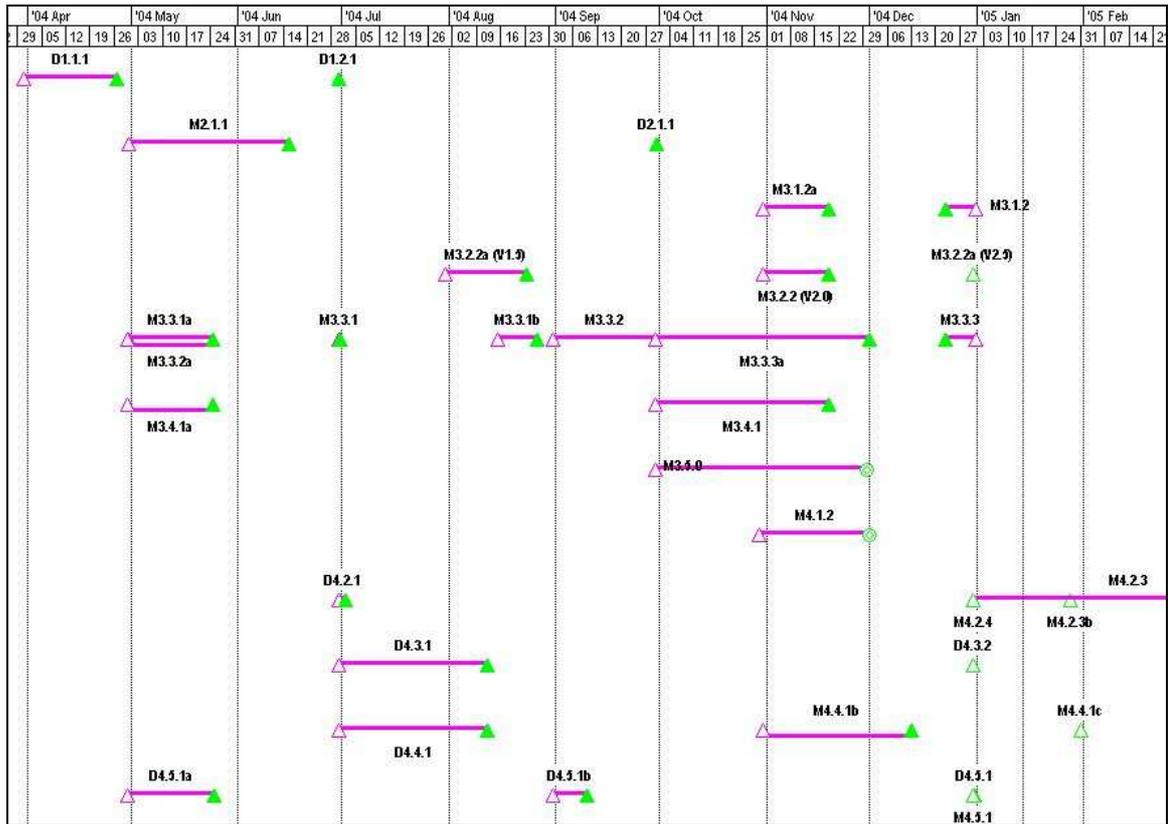 '04 Apr '04 May '04 Jun '04 Jul '04 Aug '04 Sep '04 Oct '04 Nov '04 Dec '05 Jan '05 Feb
29 05 12 19 26 03 10 17 24 31 07 14 21 28 05 12 19 26 02 09 16 23 30 06 13 20 27 04 11 18 25 01 08 15 22 29 06 13 20 27 03 10 17 24 31 07 14
D1.1.1 D1.2.1
M2.1.1 D2.1.1
M3.1.2a
M3.1.2
M3.2.2a (V1.5) M3.2.2a (V2.5)
M3.2.2 (V2.0)
M3.3.1a M3.3.1 M3.3.1b M3.3.2 M3.3.3
M3.3.2a M3.3.3a
M3.4.1a M3.4.1
M3.5.0
M4.1.2
D4.2.1 M4.2.3
M4.2.4 M4.2.3b
D4.3.1 D4.3.2
M4.4.1b M4.4.1c
D4.4.1
D4.5.1a D4.5.1b D4.5.1
M4.5.1